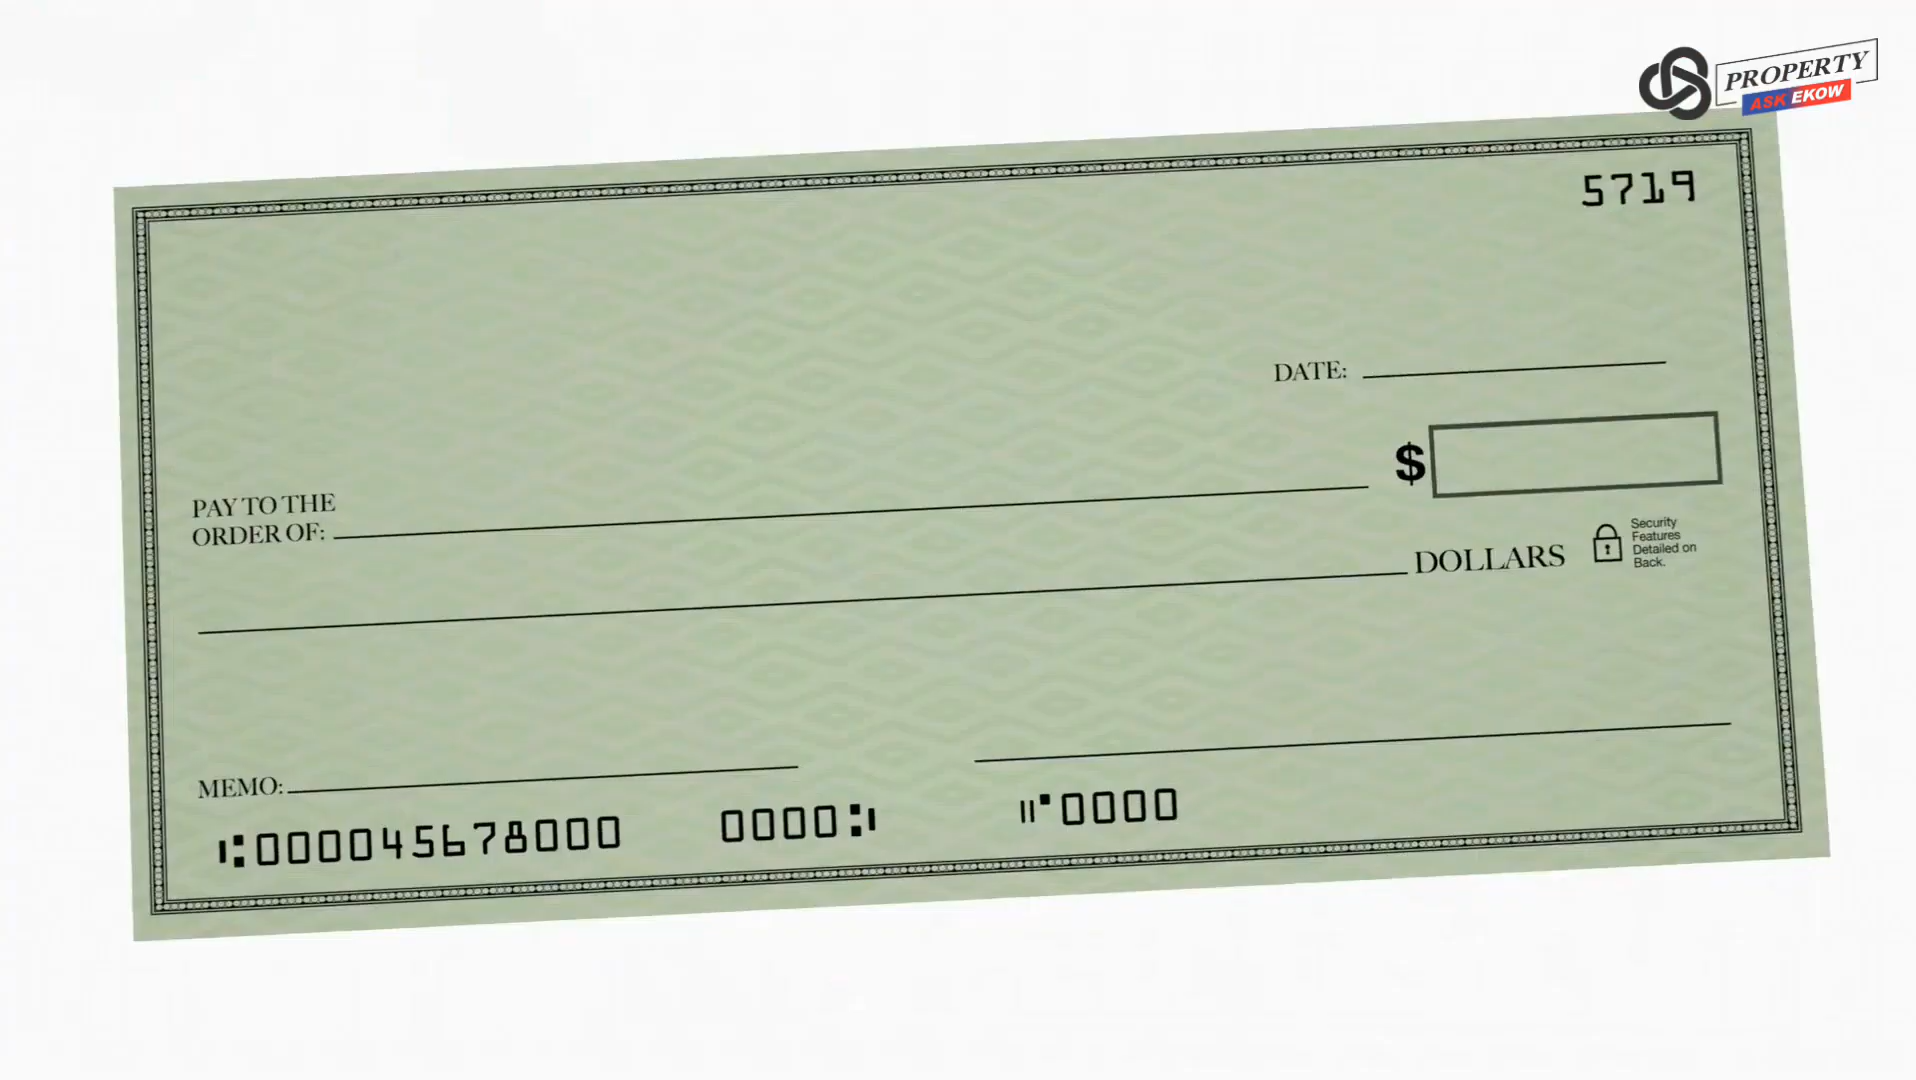 PROPERTY
ASK EKOW
5719
DATE:
$
PAY TO THE
ORDER OF:
DOLLARS
Security
Features
Detailed on
Back.
MEMO:
000045678000 0000 0000